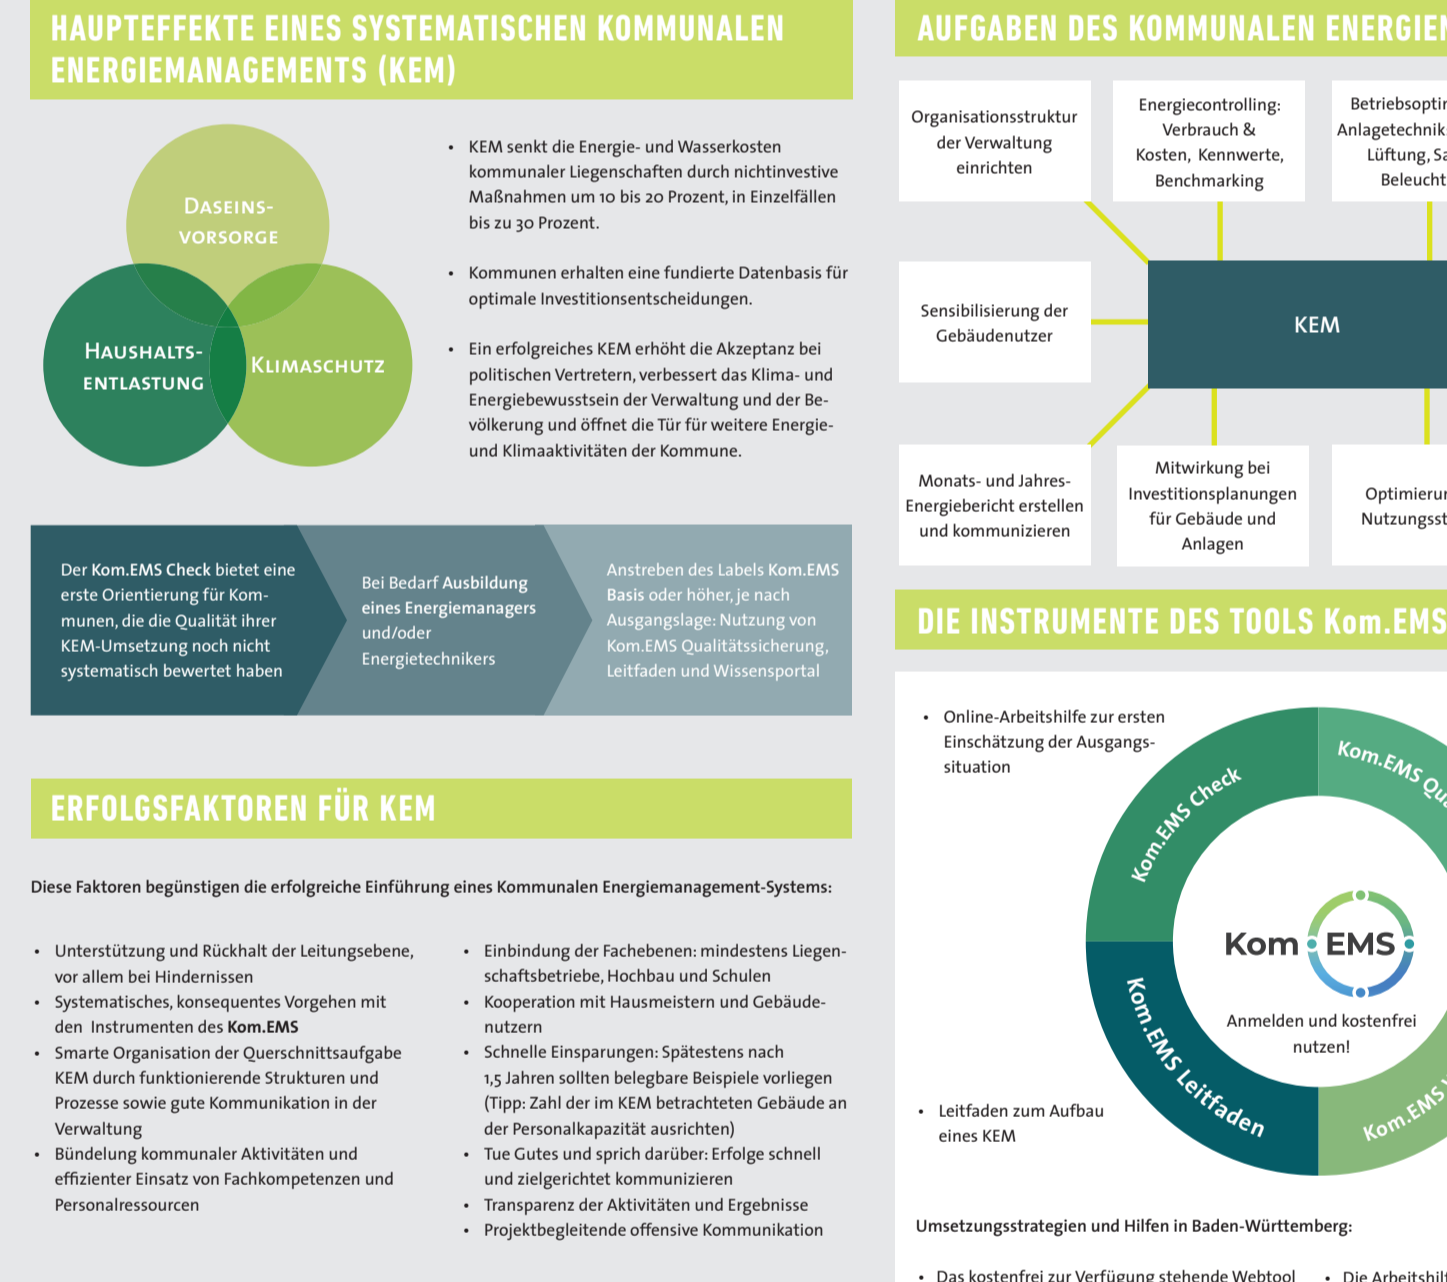 HAUPTEFFEKTE EINES SYSTEMATISCHEN KOMMUNALEN
ENERGIEMANAGEMENTS (KEM)
DASEINS-
VORSORGE
HAUSHALTS-
ENTLASTUNG
KLIMASCHUTZ
• KEM senkt die Energie- und Wasserkosten
kommunaler Liegenschaften durch nichtinvestive
Maßnahmen um 10 bis 20 Prozent, in Einzelfällen
bis zu 30 Prozent.
• Kommunen erhalten eine fundierte Datenbasis für
optimale Investitionsentscheidungen.
• Ein erfolgreiches KEM erhöht die Akzeptanz bei
politischen Vertretern, verbessert das Klima- und
Energiebewusstsein der Verwaltung und der Be-
völkerung und öffnet die Tür für weitere Energie-
und Klimaaktivitäten der Kommune.
Der Kom.EMS Check bietet eine
erste Orientierung für Kom-
munen, die die Qualität ihrer
KEM-Umsetzung noch nicht
systematisch bewertet haben
Bei Bedarf Ausbildung
eines Energiemanagers
und/oder
Energietechnikers
Anstreben des Labels Kom.EMS
Basis oder höher, je nach
Ausgangslage: Nutzung von
Kom.EMS Qualitätssicherung,
Leitfaden und Wissensportal
ERFOLGSFAKTOREN FÜR KEM
Diese Faktoren begünstigen die erfolgreiche Einführung eines Kommunalen Energiemanagement-Systems:
• Unterstützung und Rückhalt der Leitungsebene,
vor allem bei Hindernissen
• Systematisches, konsequentes Vorgehen mit
den Instrumenten des Kom.EMS
• Smarte Organisation der Querschnittsaufgabe
KEM durch funktionierende Strukturen und
Prozesse sowie gute Kommunikation in der
Verwaltung
• Bündelung kommunaler Aktivitäten und
effizienter Einsatz von Fachkompetenzen und
Personalressourcen
• Einbindung der Fachebenen: mindestens Liegen-
schaftsbetriebe, Hochbau und Schulen
• Kooperation mit Hausmeistern und Gebäude-
nutzern
• Schnelle Einsparungen: Spätestens nach
1,5 Jahren sollten belegbare Beispiele vorliegen
(Tipp: Zahl der im KEM betrachteten Gebäude an
der Personalkapazität ausrichten)
• Tue Gutes und sprich darüber: Erfolge schnell
und zielgerichtet kommunizieren
• Transparenz der Aktivitäten und Ergebnisse
• Projektbegleitende offensive Kommunikation
AUFGABEN DES KOMMUNALEN
Organisationsstruktur
der Verwaltung
einrichten
Energiecontrolling:
Verbrauch &
Kosten, Kennwerte,
Benchmarking
Lüftung,
Sensibilisierung der
Gebäudenutzer
KEM
Monats- und Jahres-
Energiebericht erstellen
und kommunizieren
Mitwirkung bei
Investitionsplanungen
für Gebäude und
Anlagen
DIE INSTRUMENTE DES TOOLS Kom.EMS
• Online-Arbeitshilfe zur ersten
Einschätzung der Ausgangs-
situation
Kom.EMS Check
Kom.EMS
Kom EMS
Anmelden und kostenfrei
nutzen!
Kom.EMS Leitfaden
Kom.EMS
• Leitfaden zum Aufbau
eines KEM
Umsetzungsstrategien und Hilfen in Baden-Württemberg:
• Das kostenfrei zur Verfügung stehende Webtool
• Die